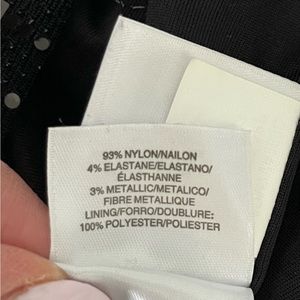 93% NYLON/NAILON
4% ELASTANE/ELASTANO/
ÉLASTHANNE
3% METALLIC/METALICO/
FIBRE METALLIQUE
LINING/FORRO/DOUBLURE:
100% POLYESTER/POLIESTER